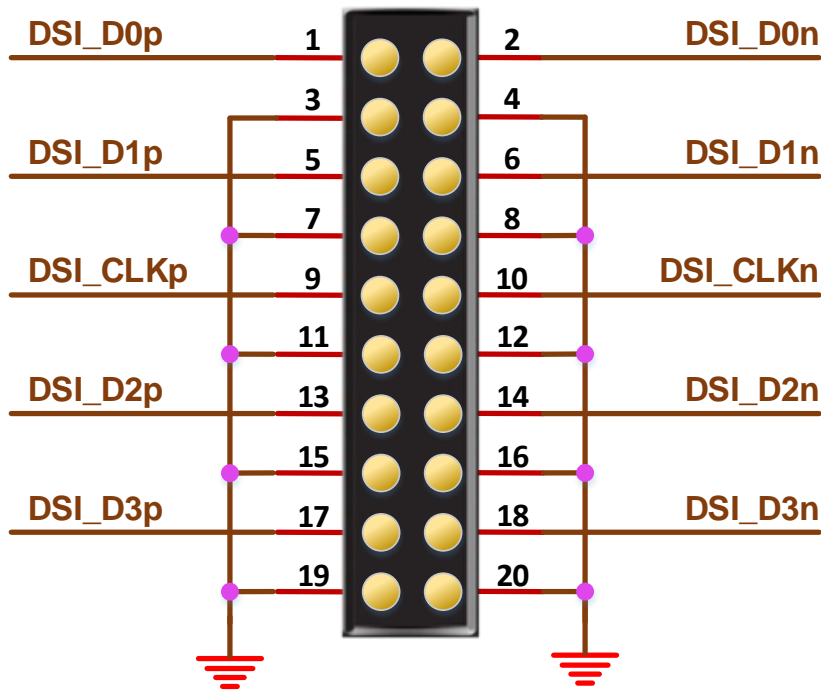 DSI_D0p 1 2 DSI_D0n
3 4
DSI_D1p 5 6 DSI_D1n
7 8
DSI_CLKp 9 10 DSI_CLKn
11 12
DSI_D2p 13 14 DSI_D2n
15 16
DSI_D3p 17 18 DSI_D3n
19 20